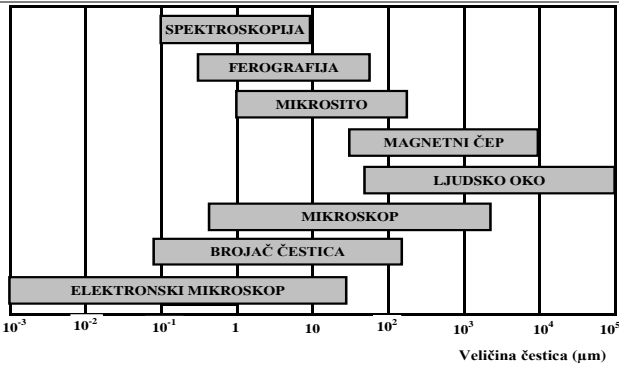 SPEKTROSKOPIJA
FEROGRAFIJA
MIKROSITO
MAGNETNI ČEP
LJUDSKO OKO
MIKROSKOP
BROJAČ ČESTICA
ELEKTRONSKI MIKROSKOP
10⁻³ 10⁻² 10⁻¹ 1 10 10² 10³ 10⁴ 10⁵
Veličina čestica (µm)